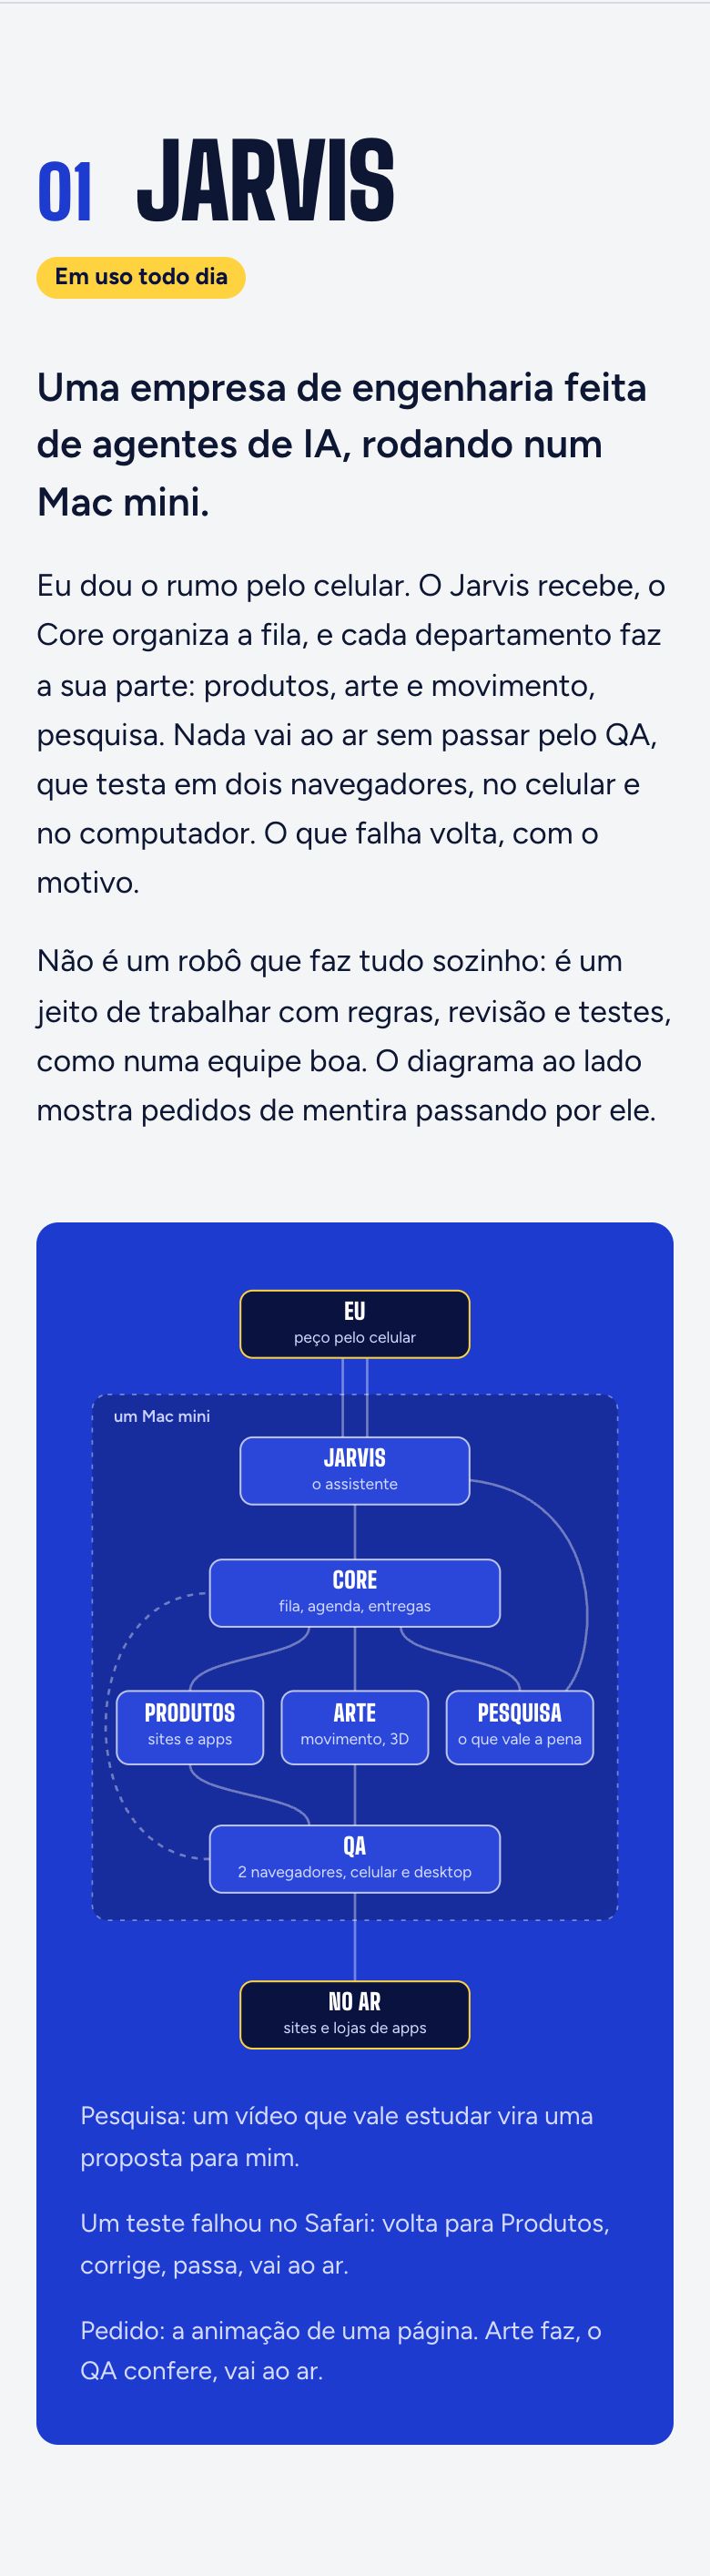 01 JARVIS
Em uso todo dia
Uma empresa de engenharia feita
de agentes de IA, rodando num
Mac mini.
Eu dou o rumo pelo celular. O Jarvis recebe, o
Core organiza a fila, e cada departamento faz
a sua parte: produtos, arte e movimento,
pesquisa. Nada vai ao ar sem passar pelo QA,
que testa em dois navegadores, no celular e
no computador. O que falha volta, com o
motivo.
Não é um robô que faz tudo sozinho: é um
jeito de trabalhar com regras, revisão e testes,
como numa equipe boa. O diagrama ao lado
mostra pedidos de mentira passando por ele.
EU
peço pelo celular
um Mac mini
JARVIS
o assistente
CORE
fila, agenda, entregas
PRODUTOS
sites e apps
ARTE
movimento, 3D
PESQUISA
o que vale a pena
QA
2 navegadores, celular e desktop
NO AR
sites e lojas de apps
Pesquisa: um vídeo que vale estudar vira uma
proposta para mim.
Um teste falhou no Safari: volta para Produtos,
corrige, passa, vai ao ar.
Pedido: a animação de uma página. Arte faz, o
QA confere, vai ao ar.